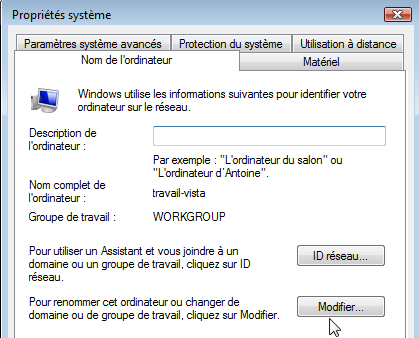 Propriétés système
Paramètres système avancés
Protection du système
Utilisation à distance
Nom de l'ordinateur
Matériel
Windows utilise les informations suivantes pour identifier votre
ordinateur sur le réseau.
Description de
l'ordinateur :
Par exemple : "L'ordinateur du salon" ou
"L'ordinateur d'Antoine".
Nom complet de
l'ordinateur :
travail-vista
Groupe de travail :
WORKGROUP
Pour utiliser un Assistant et vous joindre à un
domaine ou un groupe de travail, cliquez sur ID
réseau.
ID réseau...
Pour renommer cet ordinateur ou changer de
domaine ou de groupe de travail, cliquez sur Modifier.
Modifier...